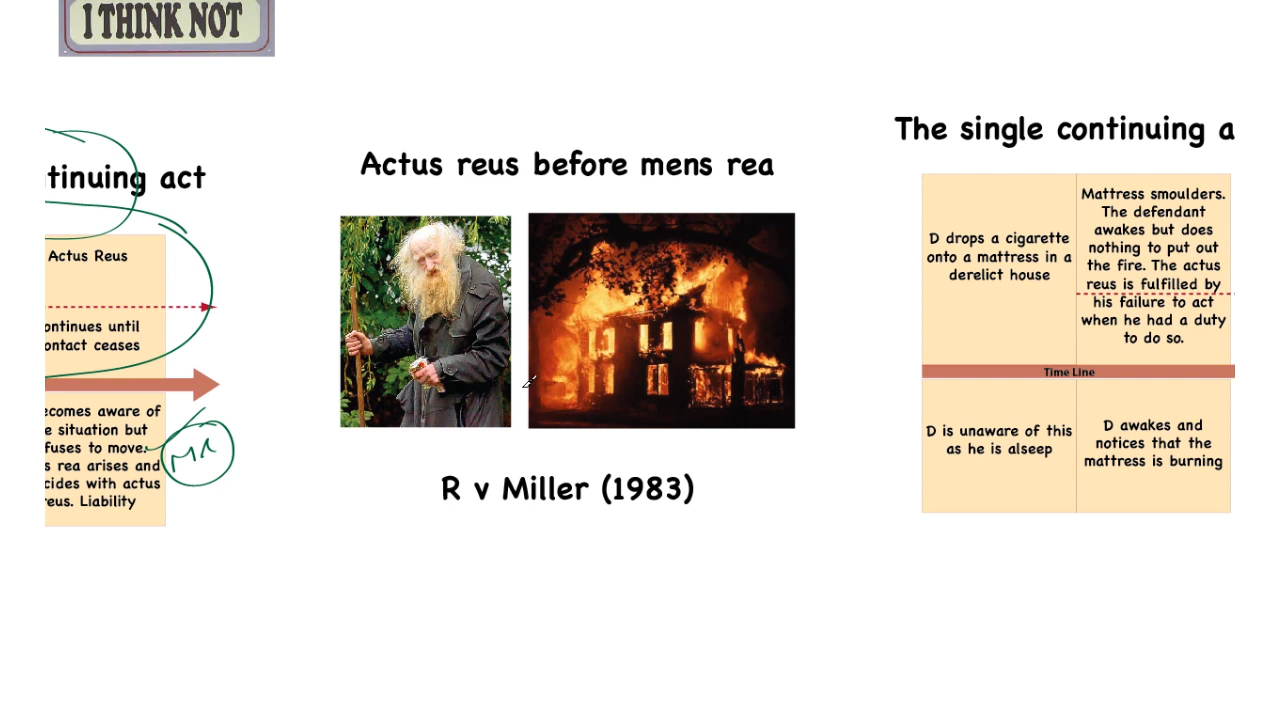 I THINK NOT
tinuing act
Actus Reus
ontinues until
ontact ceases
ecomes aware of
e situation but
fuses to move.
s rea arises and
cides with actus
reus. Liability
MR
Actus reus before mens rea
R v Miller (1983)
The single continuing a
D drops a cigarette
onto a mattress in a
derelict house
Mattress smoulders.
The defendant
awakes but does
nothing to put out
the fire. The actus
reus is fulfilled by
his failure to act
when he had a duty
to do so.
Time Line
D is unaware of this
as he is alseep
D awakes and
notices that the
mattress is burning